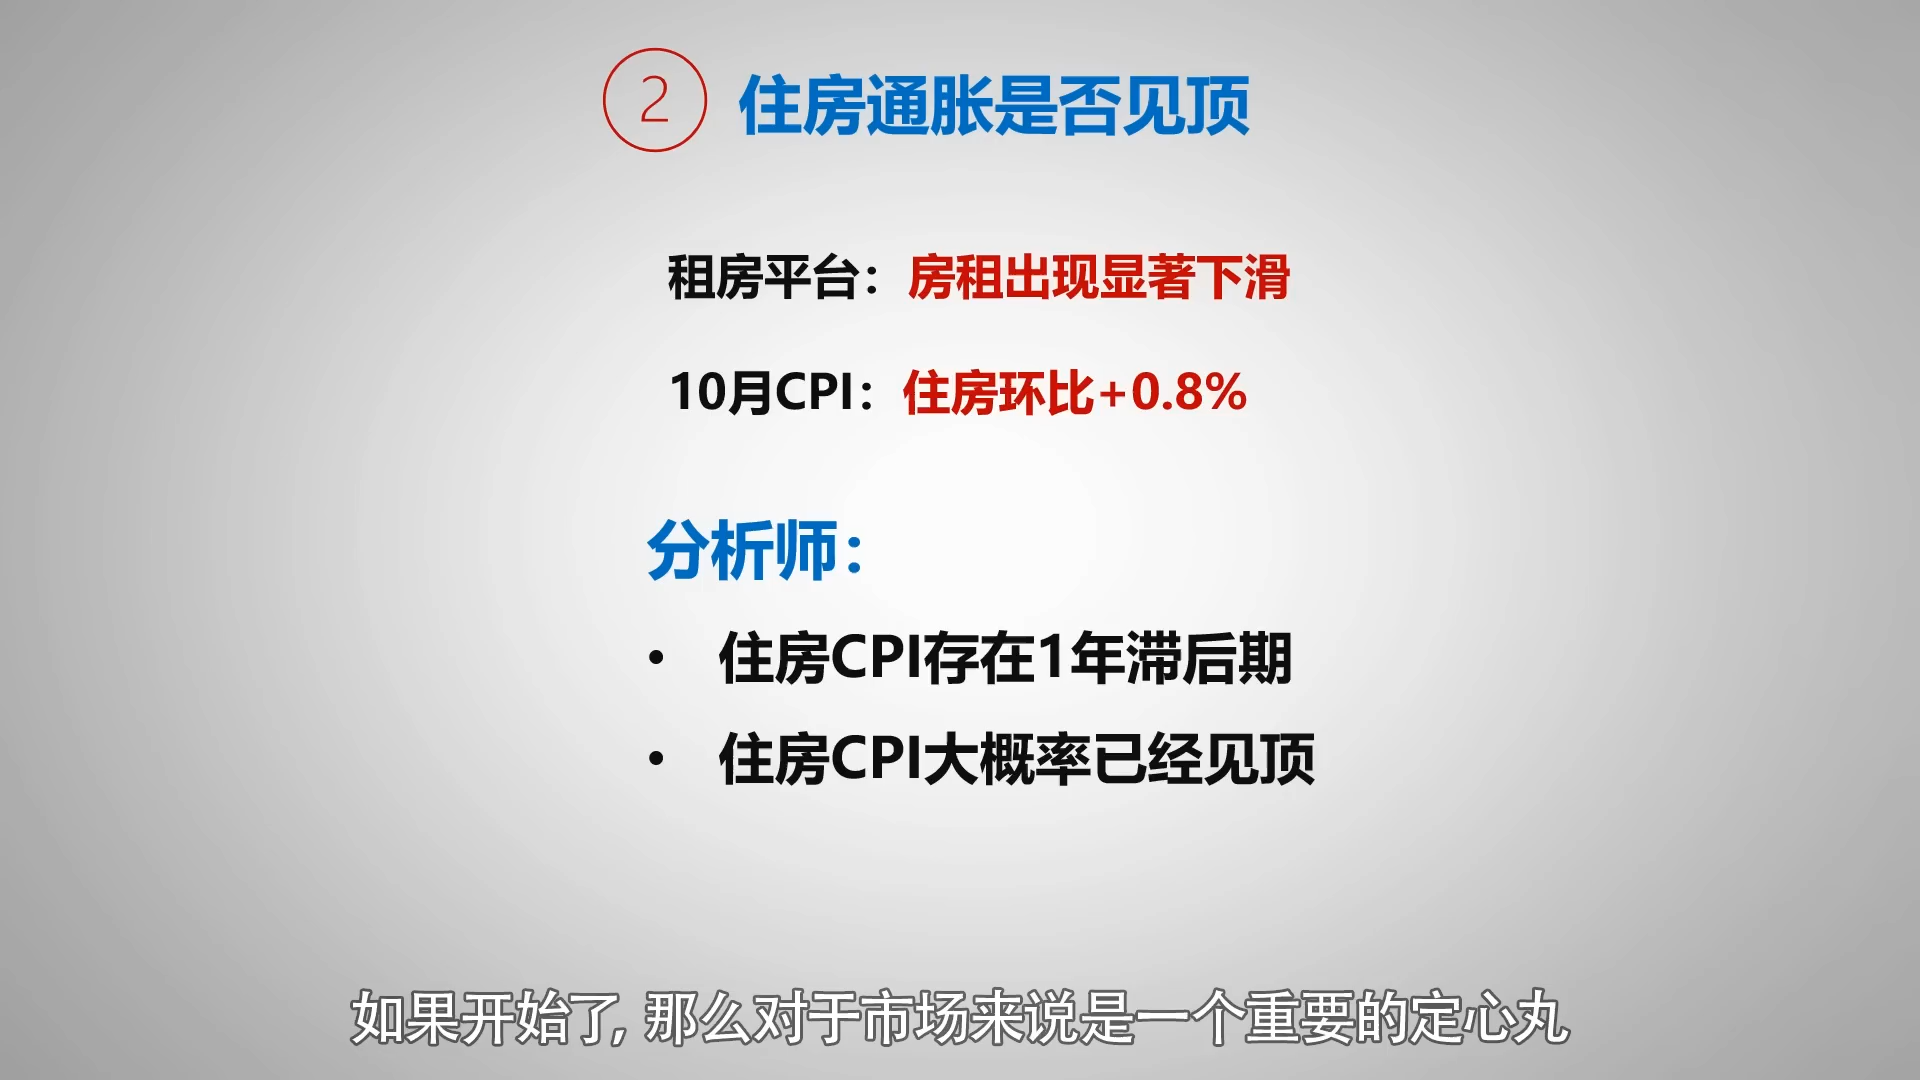 ② 住房通胀是否见顶
租房平台：房租出现显著下滑
10月CPI：住房环比+0.8%
分析师：
• 住房CPI存在1年滞后期
• 住房CPI大概率已经见顶
如果开始了, 那么对于市场来说是一个重要的定心丸